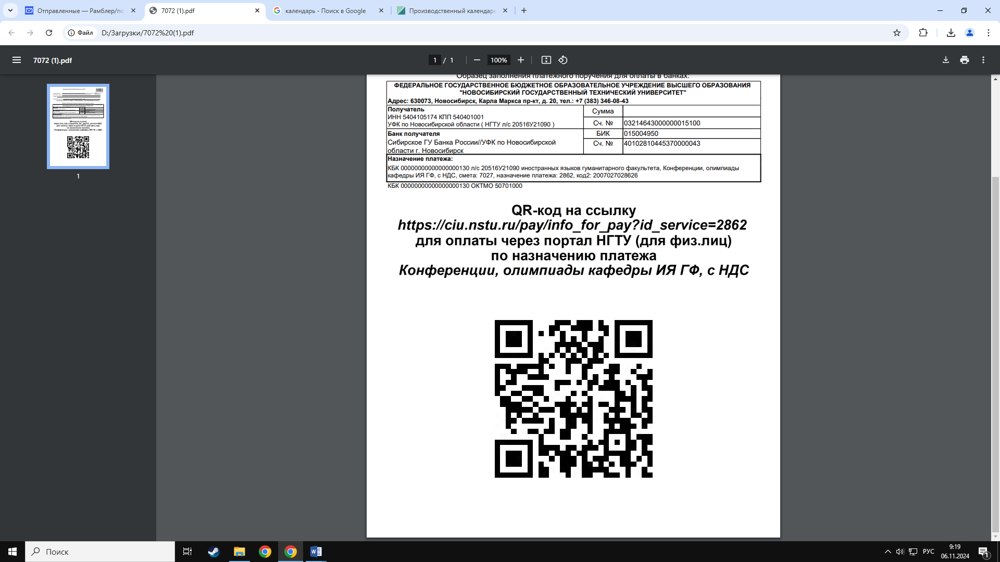 Отправленные — Рамблер/по
7072 (1).pdf
календарь - Поиск в Google
Производственный календарь
Файл
D:/Загрузки/7072%20(1).pdf
7072 (1).pdf
1 / 1
100%
1
Образец заполнения платежного поручения для оплаты в банках:
ФЕДЕРАЛЬНОЕ ГОСУДАРСТВЕННОЕ БЮДЖЕТНОЕ ОБРАЗОВАТЕЛЬНОЕ УЧРЕЖДЕНИЕ ВЫСШЕГО ОБРАЗОВАНИЯ
"НОВОСИБИРСКИЙ ГОСУДАРСТВЕННЫЙ ТЕХНИЧЕСКИЙ УНИВЕРСИТЕТ"
Адрес: 630073, Новосибирск, Карла Маркса пр-кт, д. 20, тел.: +7 (383) 346-08-43
Получатель
ИНН 5404105174 КПП 540401001
УФК по Новосибирской области ( НГТУ л/с 20516У21090 )
Сумма
Сч. № 03214643000000015100
Банк получателя
Сибирское ГУ Банка России//УФК по Новосибирской
области г. Новосибирск
БИК 015004950
Сч. № 40102810445370000043
Назначение платежа:
КБК 00000000000000000130 л/с 20516У21090 иностранных языков гуманитарного факультета, Конференции, олимпиады
кафедры ИЯ ГФ, с НДС, смета: 7027, назначение платежа: 2862, код2: 2007027028626
КБК 00000000000000000130 ОКТМО 50701000
QR-код на ссылку
https://ciu.nstu.ru/pay/info_for_pay?id_service=2862
для оплаты через портал НГТУ (для физ.лиц)
по назначению платежа
Конференции, олимпиады кафедры ИЯ ГФ, с НДС
Поиск
РУС
9:19
06.11.2024
1